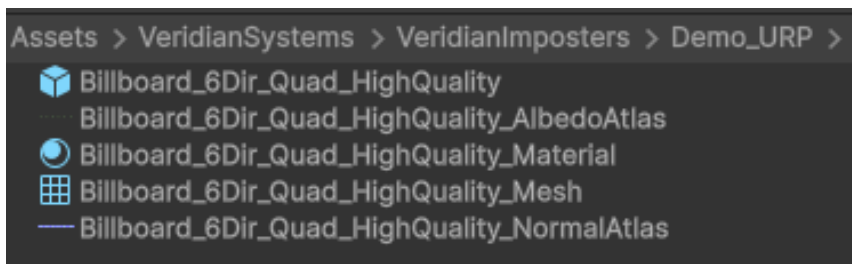 Assets > VeridianSystems > VeridianImposters > Demo_URP >
Billboard_6Dir_Quad_HighQuality
Billboard_6Dir_Quad_HighQuality_AlbedoAtlas
Billboard_6Dir_Quad_HighQuality_Material
Billboard_6Dir_Quad_HighQuality_Mesh
Billboard_6Dir_Quad_HighQuality_NormalAtlas